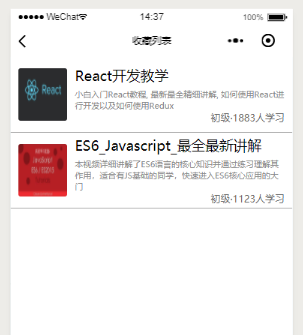 WeChat 14:37 100%
收藏列表
React开发教学
小白入门React教程, 最新最全精细讲解, 如何使用React进
行开发以及如何使用Redux
初级·1883人学习
React
ES6_Javascript_最全最新讲解
本视频详细讲解了ES6语言的核心知识并通过练习理解其
作用．适合有JS基础的同学，快速进入ES6核心应用的大
门
初级·1123人学习
JavaScript